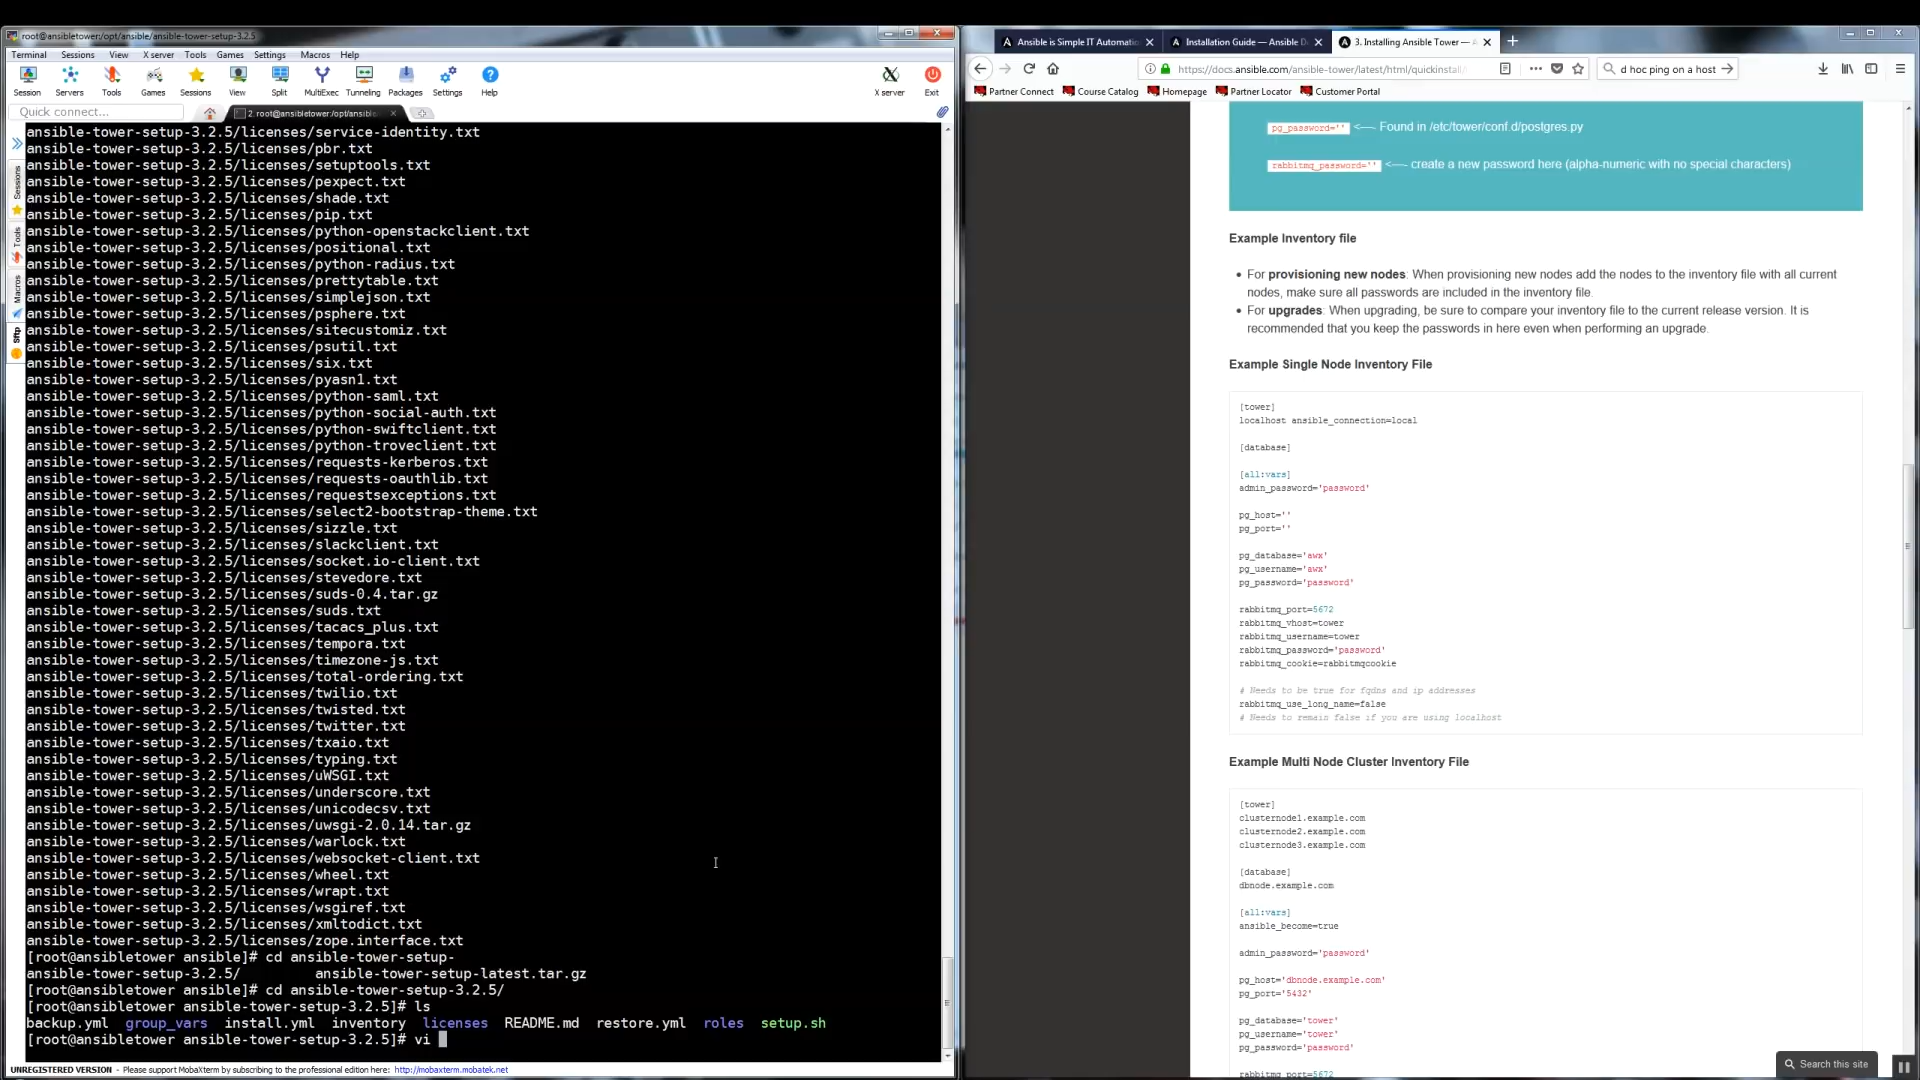 root@ansibletower:/opt/ansible/ansible-tower-setup-3.2.5
Terminal Sessions View X server Tools Games Settings Macros Help
Session Servers Tools Games Sessions View Split MultiExec Tunneling Packages Settings Help X server Exit
Quick connect...
2. root@ansibletower:/opt/ansible
Sessions
Tools
Macros
Sftp
ansible-tower-setup-3.2.5/licenses/service-identity.txt
ansible-tower-setup-3.2.5/licenses/pbr.txt
ansible-tower-setup-3.2.5/licenses/setuptools.txt
ansible-tower-setup-3.2.5/licenses/pexpect.txt
ansible-tower-setup-3.2.5/licenses/shade.txt
ansible-tower-setup-3.2.5/licenses/pip.txt
ansible-tower-setup-3.2.5/licenses/python-openstackclient.txt
ansible-tower-setup-3.2.5/licenses/positional.txt
ansible-tower-setup-3.2.5/licenses/python-radius.txt
ansible-tower-setup-3.2.5/licenses/prettytable.txt
ansible-tower-setup-3.2.5/licenses/simplejson.txt
ansible-tower-setup-3.2.5/licenses/psphere.txt
ansible-tower-setup-3.2.5/licenses/sitecustomiz.txt
ansible-tower-setup-3.2.5/licenses/psutil.txt
ansible-tower-setup-3.2.5/licenses/six.txt
ansible-tower-setup-3.2.5/licenses/pyasn1.txt
ansible-tower-setup-3.2.5/licenses/python-saml.txt
ansible-tower-setup-3.2.5/licenses/python-social-auth.txt
ansible-tower-setup-3.2.5/licenses/python-swiftclient.txt
ansible-tower-setup-3.2.5/licenses/python-troveclient.txt
ansible-tower-setup-3.2.5/licenses/requests-kerberos.txt
ansible-tower-setup-3.2.5/licenses/requests-oauthlib.txt
ansible-tower-setup-3.2.5/licenses/requestsexceptions.txt
ansible-tower-setup-3.2.5/licenses/select2-bootstrap-theme.txt
ansible-tower-setup-3.2.5/licenses/sizzle.txt
ansible-tower-setup-3.2.5/licenses/slackclient.txt
ansible-tower-setup-3.2.5/licenses/socket.io-client.txt
ansible-tower-setup-3.2.5/licenses/stevedore.txt
ansible-tower-setup-3.2.5/licenses/suds-0.4.tar.gz
ansible-tower-setup-3.2.5/licenses/suds.txt
ansible-tower-setup-3.2.5/licenses/tacacs_plus.txt
ansible-tower-setup-3.2.5/licenses/tempora.txt
ansible-tower-setup-3.2.5/licenses/timezone-js.txt
ansible-tower-setup-3.2.5/licenses/total-ordering.txt
ansible-tower-setup-3.2.5/licenses/twilio.txt
ansible-tower-setup-3.2.5/licenses/twisted.txt
ansible-tower-setup-3.2.5/licenses/twitter.txt
ansible-tower-setup-3.2.5/licenses/txaio.txt
ansible-tower-setup-3.2.5/licenses/typing.txt
ansible-tower-setup-3.2.5/licenses/uWSGI.txt
ansible-tower-setup-3.2.5/licenses/underscore.txt
ansible-tower-setup-3.2.5/licenses/unicodecsv.txt
ansible-tower-setup-3.2.5/licenses/uwsgi-2.0.14.tar.gz
ansible-tower-setup-3.2.5/licenses/warlock.txt
ansible-tower-setup-3.2.5/licenses/websocket-client.txt
ansible-tower-setup-3.2.5/licenses/wheel.txt
ansible-tower-setup-3.2.5/licenses/wrapt.txt
ansible-tower-setup-3.2.5/licenses/wsgiref.txt
ansible-tower-setup-3.2.5/licenses/xmltodict.txt
ansible-tower-setup-3.2.5/licenses/zope.interface.txt
[root@ansibletower ansible]# cd ansible-tower-setup-
ansible-tower-setup-3.2.5/ ansible-tower-setup-latest.tar.gz
[root@ansibletower ansible]# cd ansible-tower-setup-3.2.5/
[root@ansibletower ansible-tower-setup-3.2.5]# ls
backup.yml group_vars install.yml inventory licenses README.md restore.yml roles setup.sh
[root@ansibletower ansible-tower-setup-3.2.5]# vi
UNREGISTERED VERSION - Please support MobaXterm by subscribing to the professional edition here: http://mobaxterm.mobatek.net
Ansible is Simple IT Automatic
Installation Guide — Ansible D
3. Installing Ansible Tower —
https://docs.ansible.com/ansible-tower/latest/html/quickinstall/
d hoc ping on a host
Partner Connect Course Catalog Homepage Partner Locator Customer Portal
pg_password='' <— Found in /etc/tower/conf.d/postgres.py
rabbitmq_password='' <— create a new password here (alpha-numeric with no special characters)
Example Inventory file
• For provisioning new nodes: When provisioning new nodes add the nodes to the inventory file with all current
nodes, make sure all passwords are included in the inventory file.
• For upgrades: When upgrading, be sure to compare your inventory file to the current release version. It is
recommended that you keep the passwords in here even when performing an upgrade.
Example Single Node Inventory File
[tower]
localhost ansible_connection=local
[database]
[all:vars]
admin_password='password'
pg_host=''
pg_port=''
pg_database='awx'
pg_username='awx'
pg_password='password'
rabbitmq_port=5672
rabbitmq_vhost=tower
rabbitmq_username=tower
rabbitmq_password='password'
rabbitmq_cookie=rabbitmqcookie
# Needs to be true for fqdns and ip addresses
rabbitmq_use_long_name=false
# Needs to remain false if you are using localhost
Example Multi Node Cluster Inventory File
[tower]
clusternode1.example.com
clusternode2.example.com
clusternode3.example.com
[database]
dbnode.example.com
[all:vars]
ansible_become=true
admin_password='password'
pg_host='dbnode.example.com'
pg_port='5432'
pg_database='tower'
pg_username='tower'
pg_password='password'
rabbitmq_port=5672
Search this site